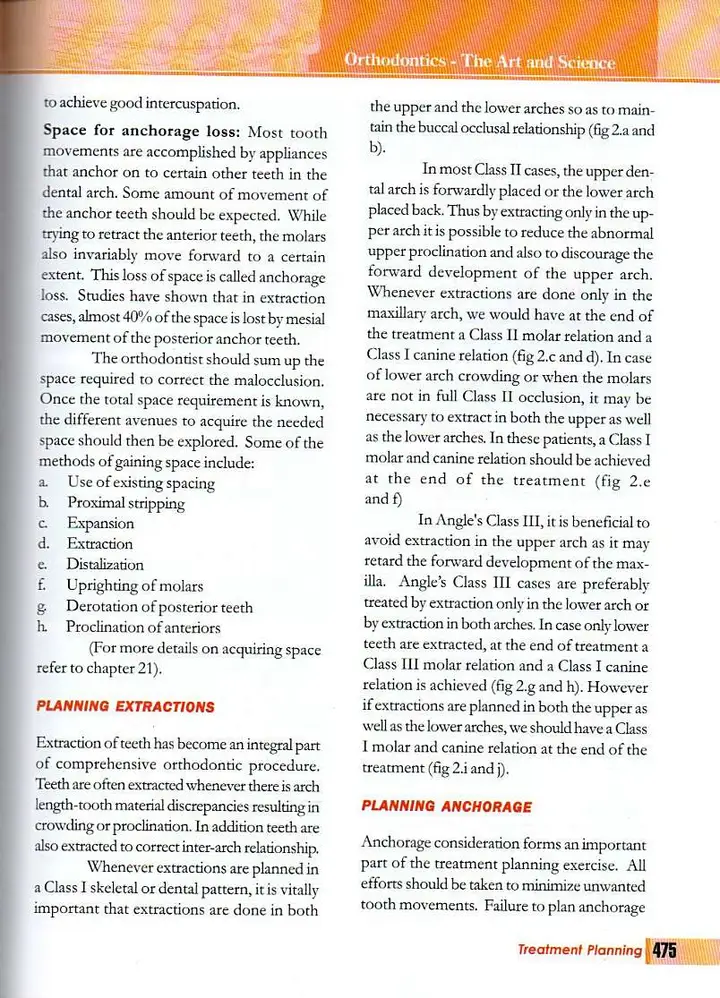 Orthodontics - The Art and Science
to achieve good intercuspation.
Space for anchorage loss: Most tooth
movements are accomplished by appliances
that anchor on to certain other teeth in the
dental arch. Some amount of movement of
the anchor teeth should be expected. While
trying to retract the anterior teeth, the molars
also invariably move forward to a certain
extent. This loss of space is called anchorage
loss. Studies have shown that in extraction
cases, almost 40% of the space is lost by mesial
movement of the posterior anchor teeth.
The orthodontist should sum up the
space required to correct the malocclusion.
Once the total space requirement is known,
the different avenues to acquire the needed
space should then be explored. Some of the
methods of gaining space include:
a. Use of existing spacing
b. Proximal stripping
c. Expansion
d. Extraction
e. Distalization
f. Uprighting of molars
g. Derotation of posterior teeth
h. Proclination of anteriors
(For more details on acquiring space
refer to chapter 21).
PLANNING EXTRACTIONS
Extraction of teeth has become an integral part
of comprehensive orthodontic procedure.
Teeth are often extracted whenever there is arch
length-tooth material discrepancies resulting in
crowding or proclination. In addition teeth are
also extracted to correct inter-arch relationship.
Whenever extractions are planned in
a Class I skeletal or dental pattern, it is vitally
important that extractions are done in both
the upper and the lower arches so as to main-
tain the buccal occlusal relationship (fig 2.a and
b).
In most Class II cases, the upper den-
tal arch is forwardly placed or the lower arch
placed back. Thus by extracting only in the up-
per arch it is possible to reduce the abnormal
upper proclination and also to discourage the
forward development of the upper arch.
Whenever extractions are done only in the
maxillary arch, we would have at the end of
the treatment a Class II molar relation and a
Class I canine relation (fig 2.c and d). In case
of lower arch crowding or when the molars
are not in full Class II occlusion, it may be
necessary to extract in both the upper as well
as the lower arches. In these patients, a Class I
molar and canine relation should be achieved
at the end of the treatment (fig 2.e
and f)
In Angle's Class III, it is beneficial to
avoid extraction in the upper arch as it may
retard the forward development of the max-
illa. Angle's Class III cases are preferably
treated by extraction only in the lower arch or
by extraction in both arches. In case only lower
teeth are extracted, at the end of treatment a
Class III molar relation and a Class I canine
relation is achieved (fig 2.g and h). However
if extractions are planned in both the upper as
well as the lower arches, we should have a Class
I molar and canine relation at the end of the
treatment (fig 2.i and j).
PLANNING ANCHORAGE
Anchorage consideration forms an important
part of the treatment planning exercise. All
efforts should be taken to minimize unwanted
tooth movements. Failure to plan anchorage
Treatment Planning 475